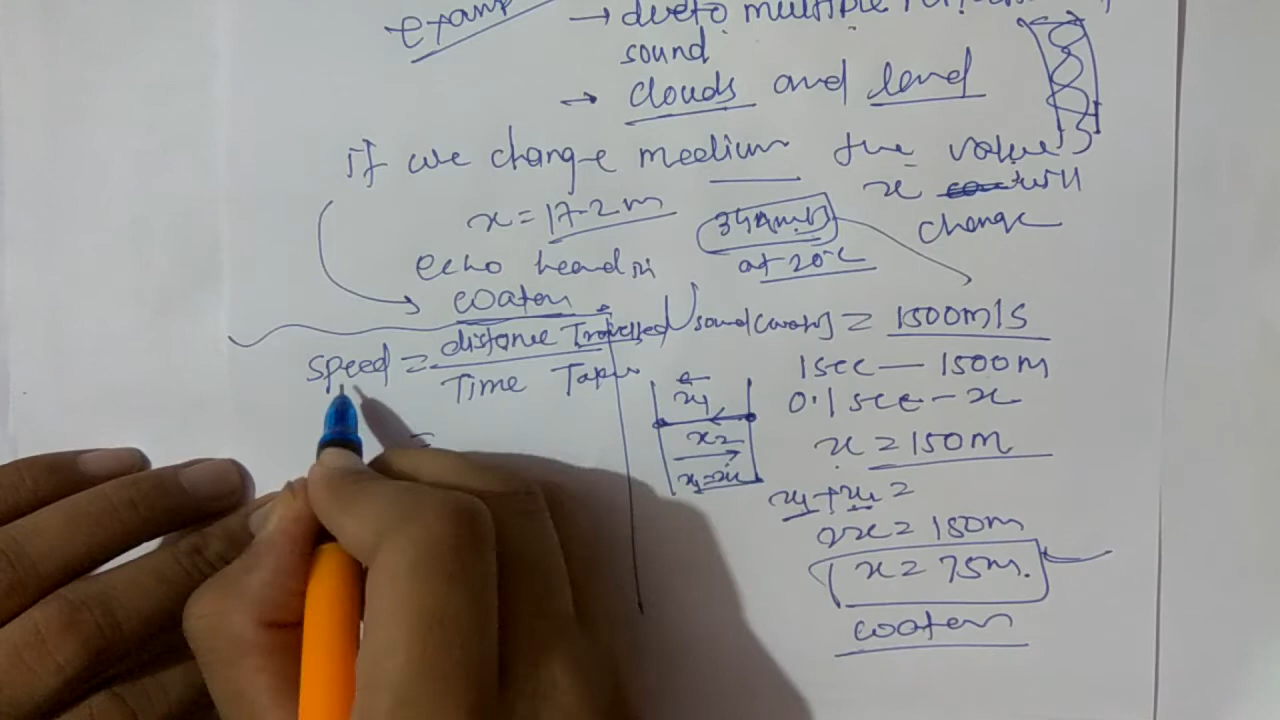 → due to multiple
sound
→ clouds and land
if we change medium the value
x will
change
x = 17.2 m
344 m/s
at 20°C
echo heard in
water
speed = distance Travelled
Time Taken
sound (water) = 1500 m/s
1 sec — 1500 m
0.1 sec — x
x = 150 m
x1
x2
x1 + x2 =
2x = 150 m
x = 75 m.
water